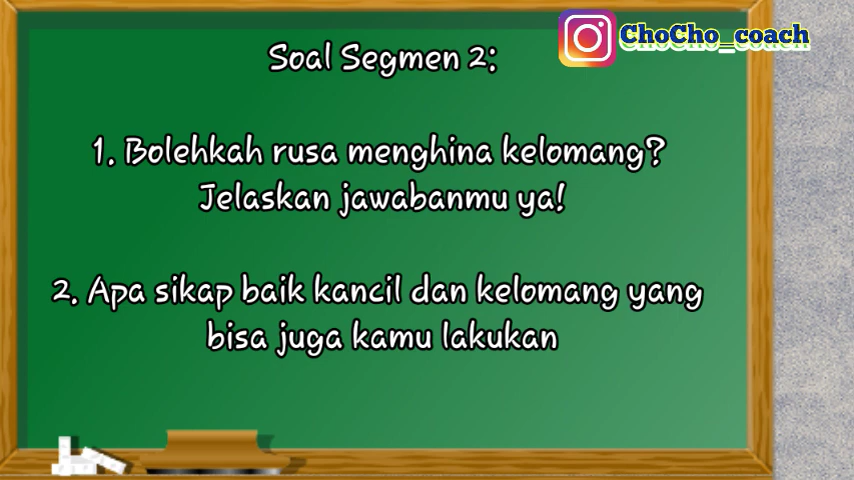 ChoCho_coach
Soal Segmen 2:
1. Bolehkah rusa menghina kelomang?
Jelaskan jawabanmu ya!
2. Apa sikap baik kancil dan kelomang yang
bisa juga kamu lakukan